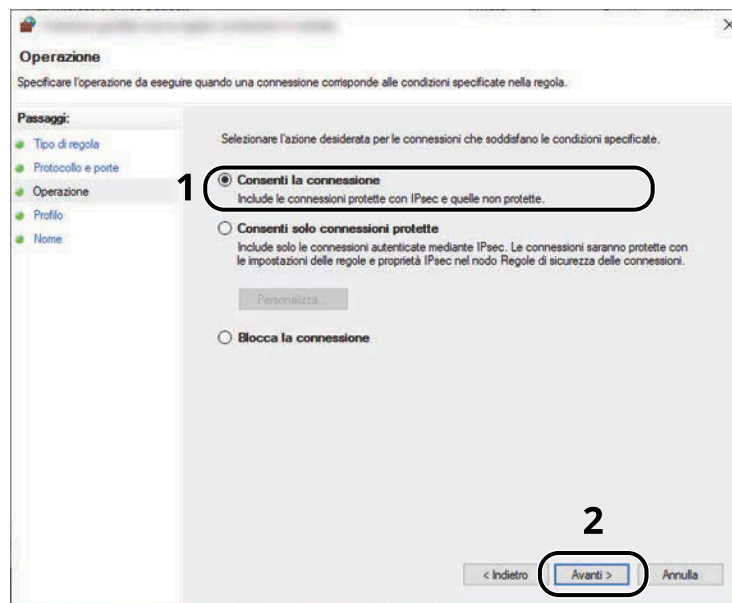 Operazione
Specificare l'operazione da eseguire quando una connessione corrisponde alle condizioni specificate nella regola.
Passaggi:
Tipo di regola
Protocollo e porte
Operazione
Profilo
Nome
Selezionare l'azione desiderata per le connessioni che soddisfano le condizioni specificate.
1
Consenti la connessione
Include le connessioni protette con IPsec e quelle non protette.
Consenti solo connessioni protette
Include solo le connessioni autenticate mediante IPsec. Le connessioni saranno protette con
le impostazioni delle regole e proprietà IPsec nel nodo Regole di sicurezza delle connessioni.
Personalizza...
Blocca la connessione
2
< Indietro
Avanti >
Annulla